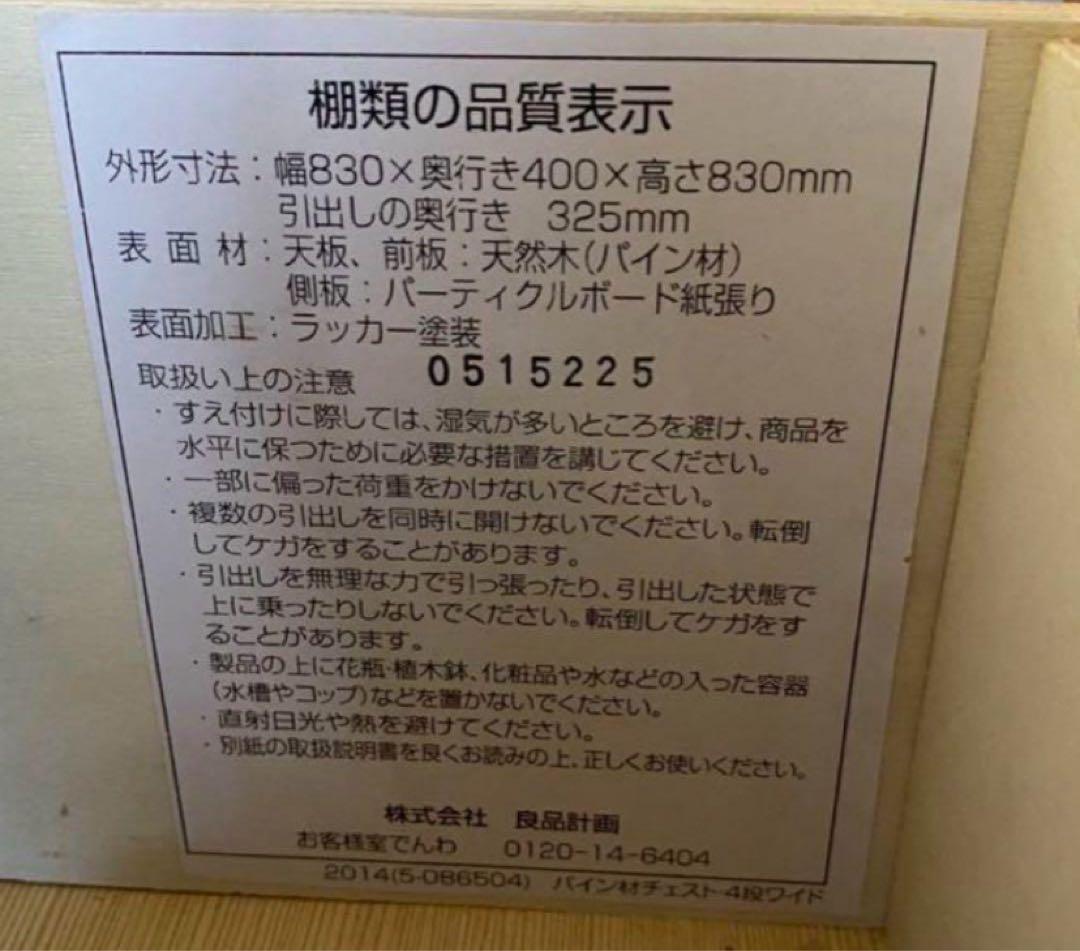 棚類の品質表示
外形寸法：幅830×奥行き400×高さ830mm
引出しの奥行き　325mm
表 面 材：天板、前板：天然木（パイン材）
側板：パーティクルボード紙張り
表面加工：ラッカー塗装
取扱い上の注意　0515225
・すえ付けに際しては、湿気が多いところを避け、商品を
水平に保つために必要な措置を講じてください。
・一部に偏った荷重をかけないでください。
・複数の引出しを同時に開けないでください。転倒
してケガをすることがあります。
・引出しを無理な力で引っ張ったり、引出した状態で
上に乗ったりしないでください。転倒してケガをす
ることがあります。
・製品の上に花瓶・植木鉢、化粧品や水などの入った容器
（水槽やコップ）などを置かないでください。
・直射日光や熱を避けてください。
・別紙の取扱説明書を良くお読みの上、正しくお使いください。
株式会社　良品計画
お客様室でんわ　0120-14-6404
2014(5-086504)　パイン材チェスト・4段ワイド